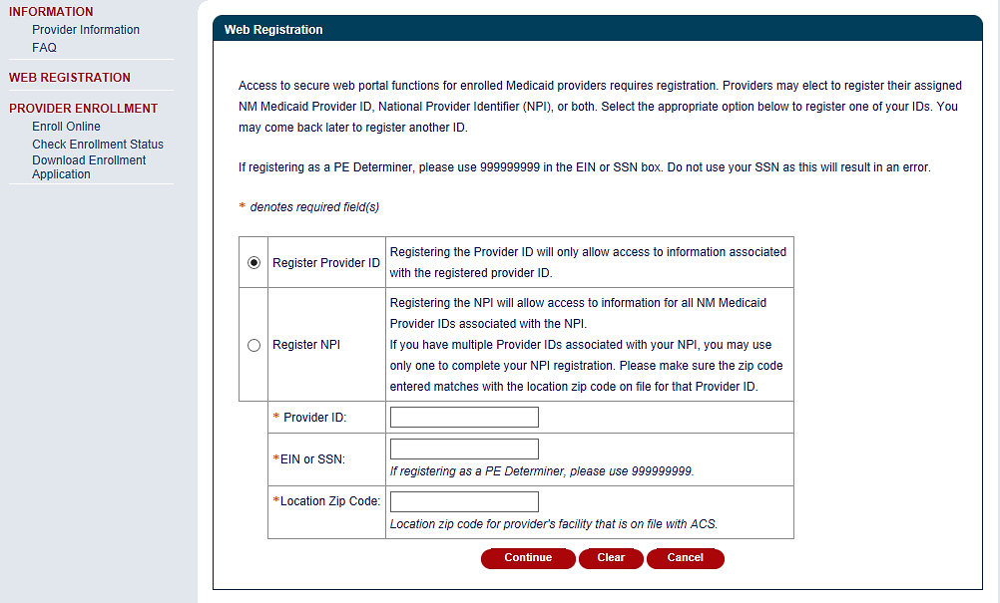 INFORMATION
Provider Information
FAQ
WEB REGISTRATION
PROVIDER ENROLLMENT
Enroll Online
Check Enrollment Status
Download Enrollment
Application
Web Registration
Access to secure web portal functions for enrolled Medicaid providers requires registration. Providers may elect to register their assigned
NM Medicaid Provider ID, National Provider Identifier (NPI), or both. Select the appropriate option below to register one of your IDs. You
may come back later to register another ID.
If registering as a PE Determiner, please use 999999999 in the EIN or SSN box. Do not use your SSN as this will result in an error.
* denotes required field(s)
Register Provider ID
Registering the Provider ID will only allow access to information associated
with the registered provider ID.
Register NPI
Registering the NPI will allow access to information for all NM Medicaid
Provider IDs associated with the NPI.
If you have multiple Provider IDs associated with your NPI, you may use
only one to complete your NPI registration. Please make sure the zip code
entered matches with the location zip code on file for that Provider ID.
* Provider ID:
*EIN or SSN:
If registering as a PE Determiner, please use 999999999.
*Location Zip Code:
Location zip code for provider's facility that is on file with ACS.
Continue Clear Cancel